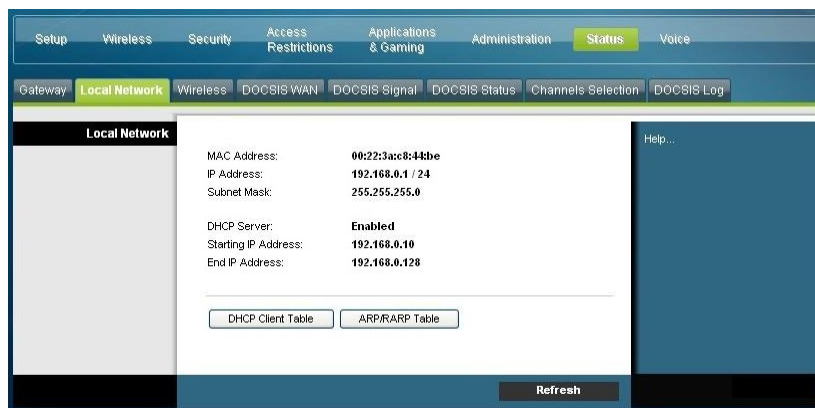 Setup Wireless Security Access Restrictions Applications & Gaming Administration Status Voice
Gateway Local Network Wireless DOCSIS WAN DOCSIS Signal DOCSIS Status Channels Selection DOCSIS Log
Local Network
Help...
MAC Address: 00:22:3a:c8:44:be
IP Address: 192.168.0.1 / 24
Subnet Mask: 255.255.255.0
DHCP Server: Enabled
Starting IP Address: 192.168.0.10
End IP Address: 192.168.0.128
DHCP Client Table ARP/RARP Table
Refresh